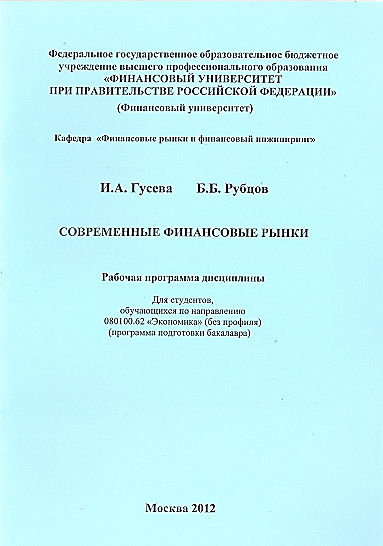 Федеральное государственное образовательное бюджетное
учреждение высшего профессионального образования
«ФИНАНСОВЫЙ УНИВЕРСИТЕТ
ПРИ ПРАВИТЕЛЬСТВЕ РОССИЙСКОЙ ФЕДЕРАЦИИ»
(Финансовый университет)
Кафедра «Финансовые рынки и финансовый инжиниринг»
И.А. Гусева Б.Б. Рубцов
СОВРЕМЕННЫЕ ФИНАНСОВЫЕ РЫНКИ
Рабочая программа дисциплины
Для студентов,
обучающихся по направлению
080100.62 «Экономика» (без профиля)
(программа подготовки бакалавра)
Москва 2012